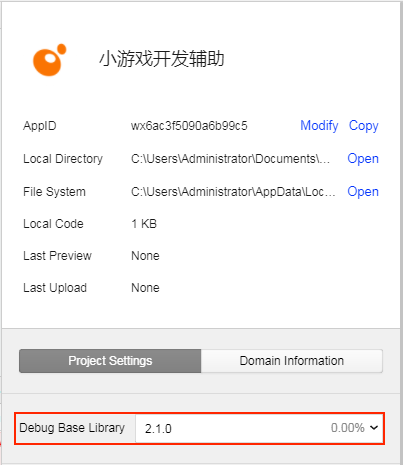 小游戏开发辅助
AppID wx6ac3f5090a6b99c5 Modify Copy
Local Directory C:\Users\Administrator\Documents\... Open
File System C:\Users\Administrator\AppData\Loc... Open
Local Code 1 KB
Last Preview None
Last Upload None
Project Settings Domain Information
Debug Base Library 2.1.0 0.00%